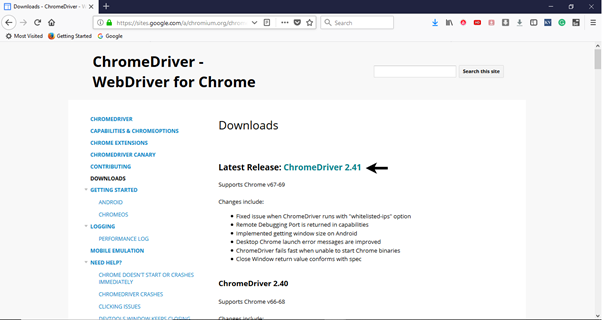 Downloads - ChromeDriver - W
https://sites.google.com/a/chromium.org/chrom
Search
Most Visited
Getting Started
Google
ChromeDriver -
WebDriver for Chrome
Search this site
CHROMEDRIVER
CAPABILITIES & CHROMEOPTIONS
CHROME EXTENSIONS
CHROMEDRIVER CANARY
CONTRIBUTING
DOWNLOADS
GETTING STARTED
ANDROID
CHROMEOS
LOGGING
PERFORMANCE LOG
MOBILE EMULATION
NEED HELP?
CHROME DOESN'T START OR CRASHES
IMMEDIATELY
CHROMEDRIVER CRASHES
CLICKING ISSUES
DEVTOOLS WINDOW KEEPS CLOSING
Downloads
Latest Release: ChromeDriver 2.41
Supports Chrome v67-69
Changes include:
Fixed issue when ChromeDriver runs with "whitelisted-ips" option
Remote Debugging Port is returned in capabilities
Implemented getting window size on Android
Desktop Chrome launch error messages are improved
ChromeDriver fails fast when unable to start Chrome binaries
Close Window return value conforms with spec
ChromeDriver 2.40
Supports Chrome v66-68
Changes include: